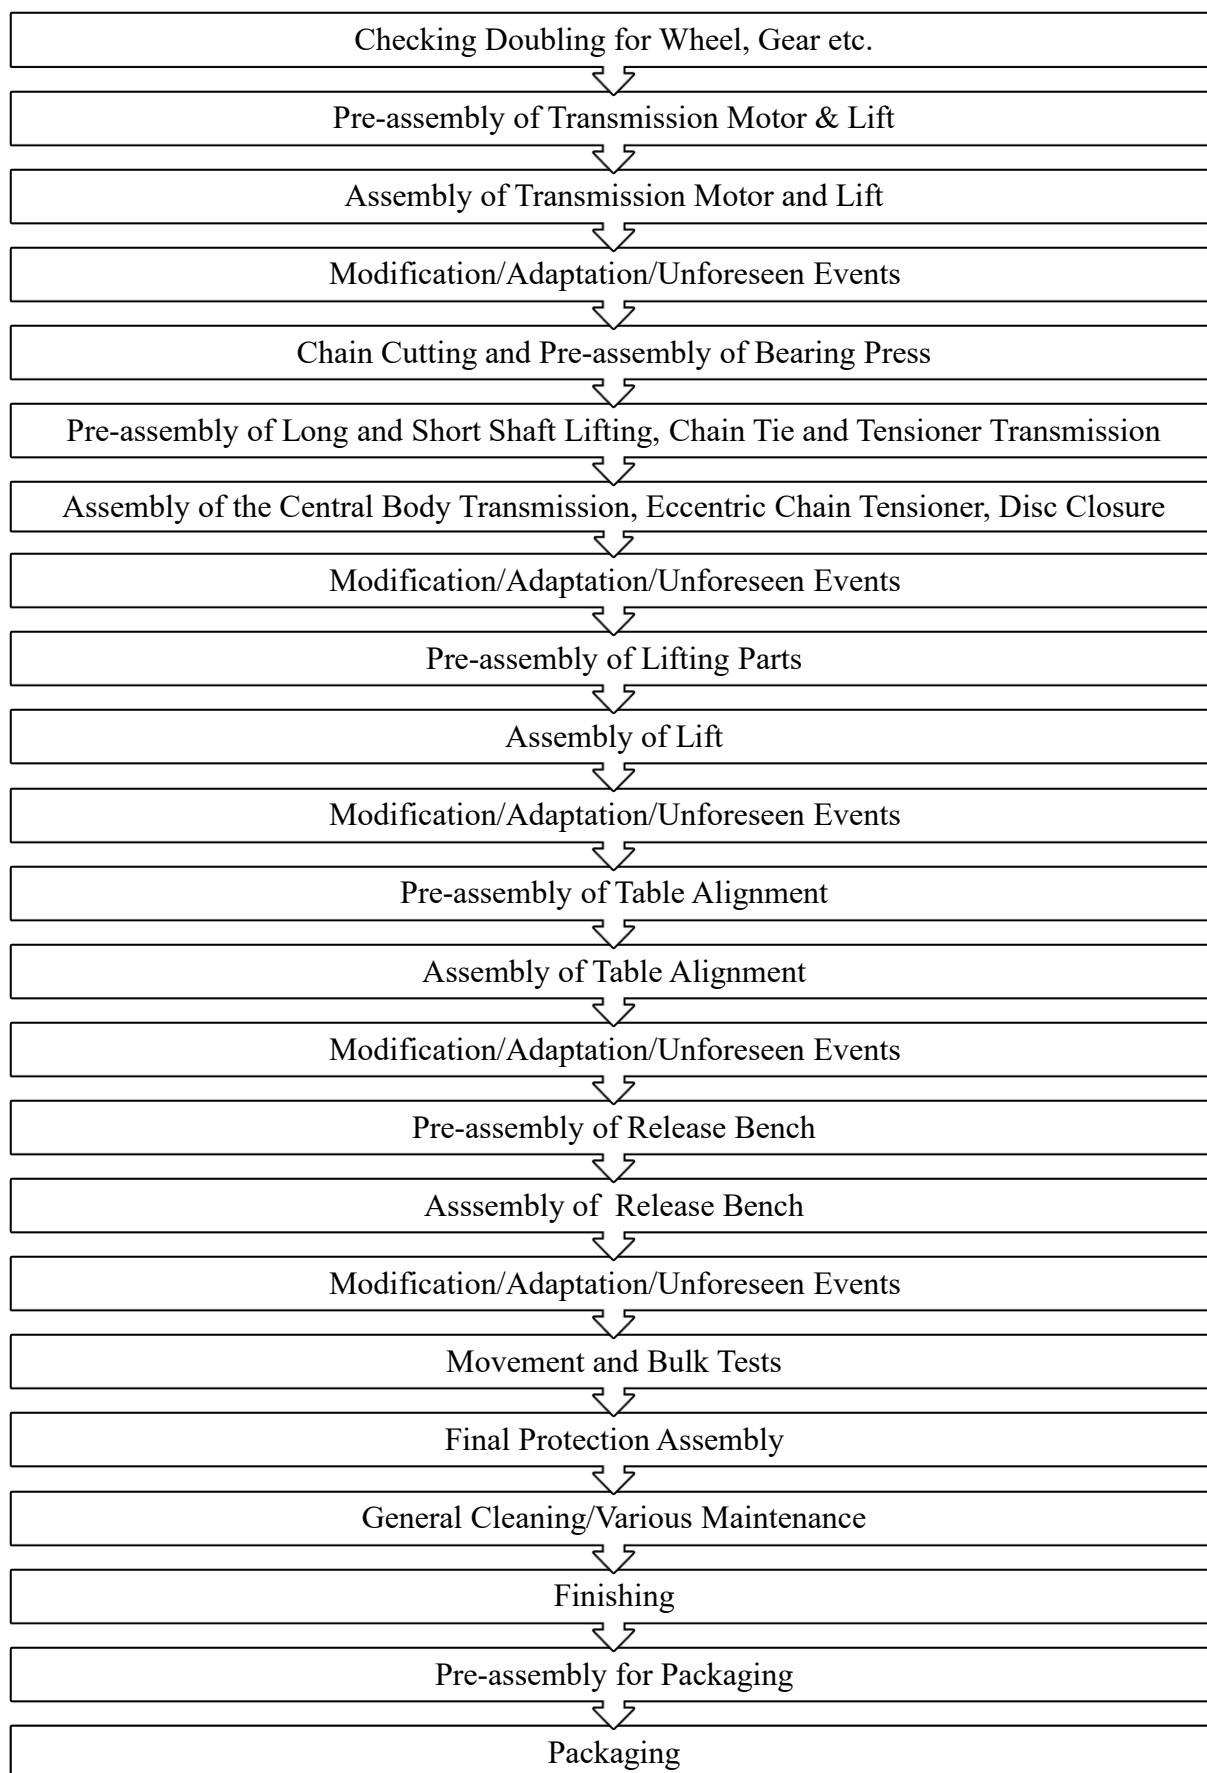 Checking Doubling for Wheel, Gear etc.
Pre-assembly of Transmission Motor & Lift
Assembly of Transmission Motor and Lift
Modification/Adaptation/Unforeseen Events
Chain Cutting and Pre-assembly of Bearing Press
Pre-assembly of Long and Short Shaft Lifting, Chain Tie and Tensioner Transmission
Assembly of the Central Body Transmission, Eccentric Chain Tensioner, Disc Closure
Modification/Adaptation/Unforeseen Events
Pre-assembly of Lifting Parts
Assembly of Lift
Modification/Adaptation/Unforeseen Events
Pre-assembly of Table Alignment
Assembly of Table Alignment
Modification/Adaptation/Unforeseen Events
Pre-assembly of Release Bench
Asssembly of  Release Bench
Modification/Adaptation/Unforeseen Events
Movement and Bulk Tests
Final Protection Assembly
General Cleaning/Various Maintenance
Finishing
Pre-assembly for Packaging
Packaging